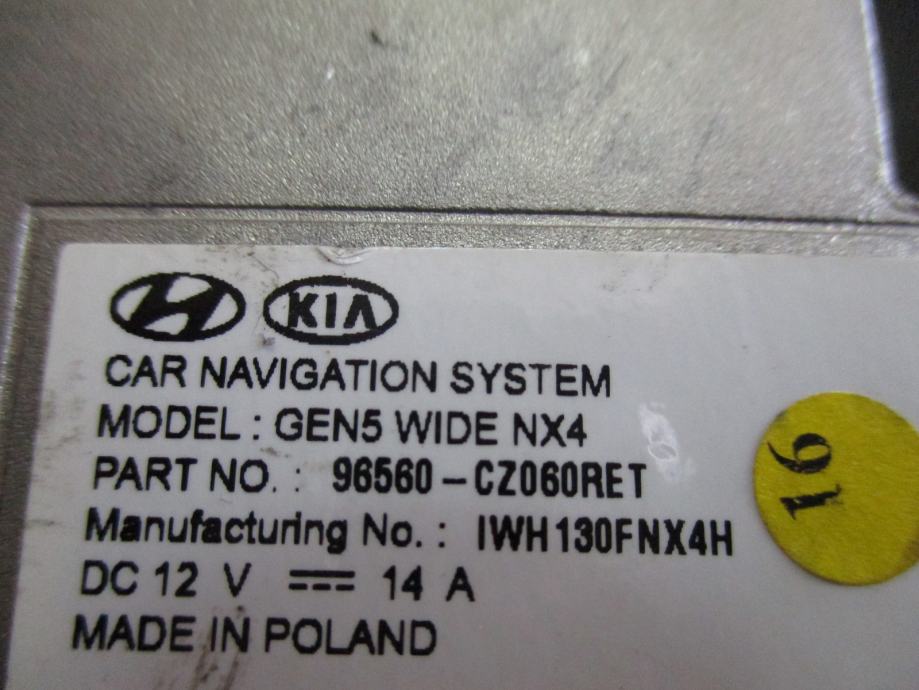 KIA
CAR NAVIGATION SYSTEM
MODEL : GEN5 WIDE NX4
PART NO. : 96560-CZ060RET
Manufacturing No. : IWH130FNX4H
DC 12 V ⎓ 14 A
MADE IN POLAND
16